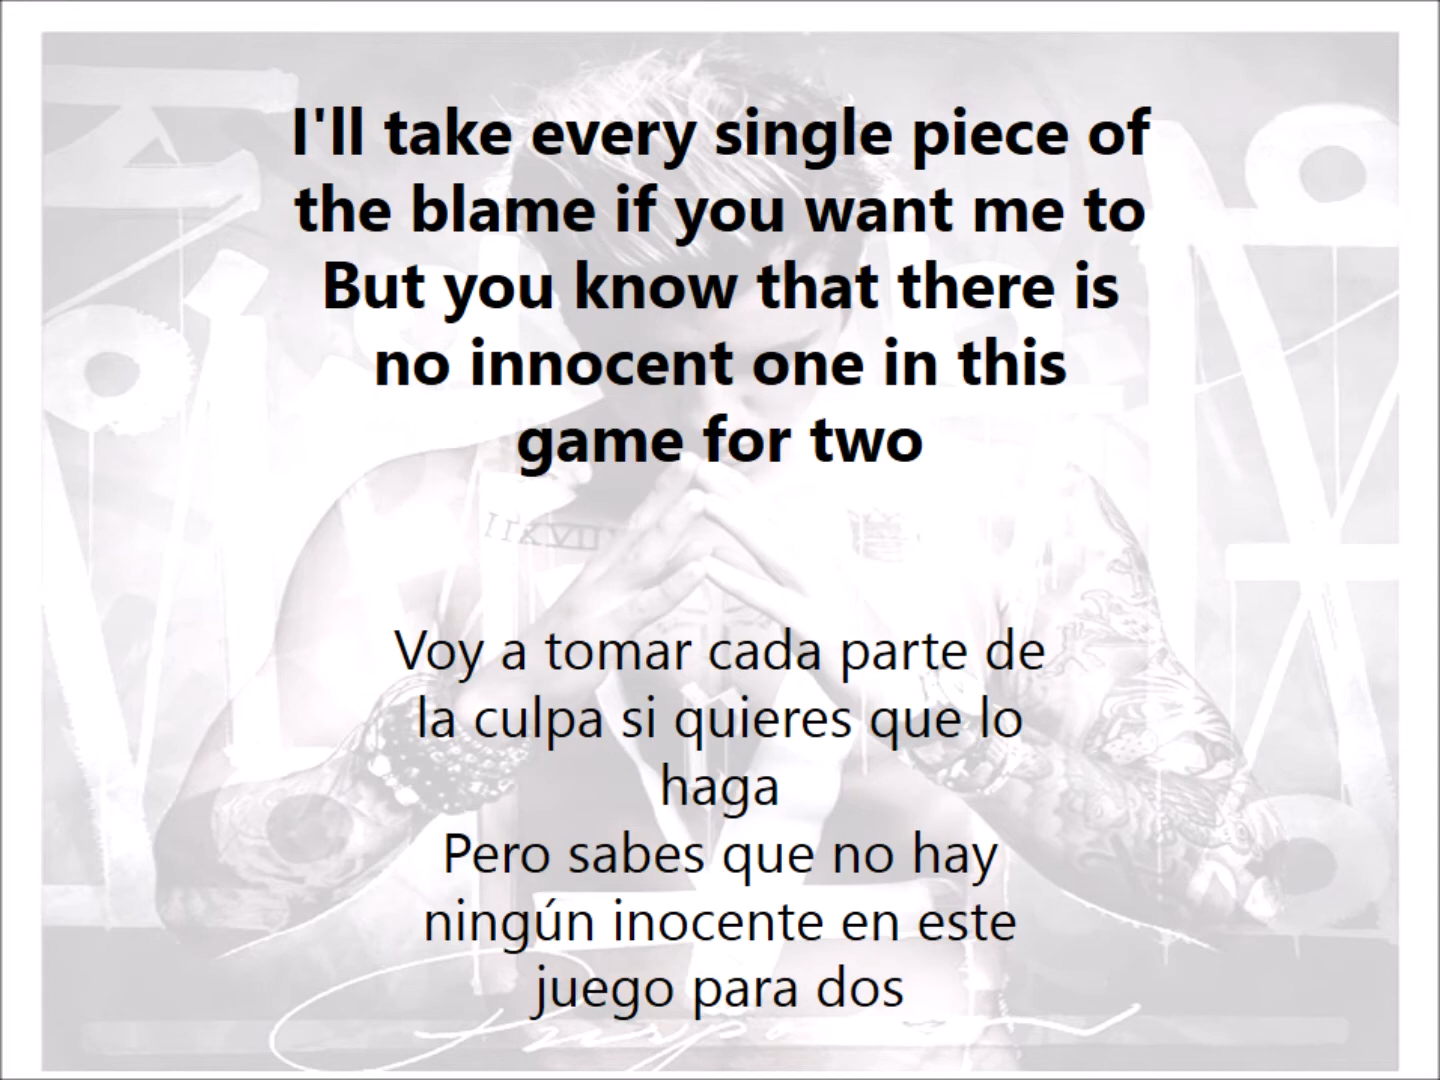 I'll take every single piece of
the blame if you want me to
But you know that there is
no innocent one in this
game for two
Voy a tomar cada parte de
la culpa si quieres que lo
haga
Pero sabes que no hay
ningún inocente en este
juego para dos